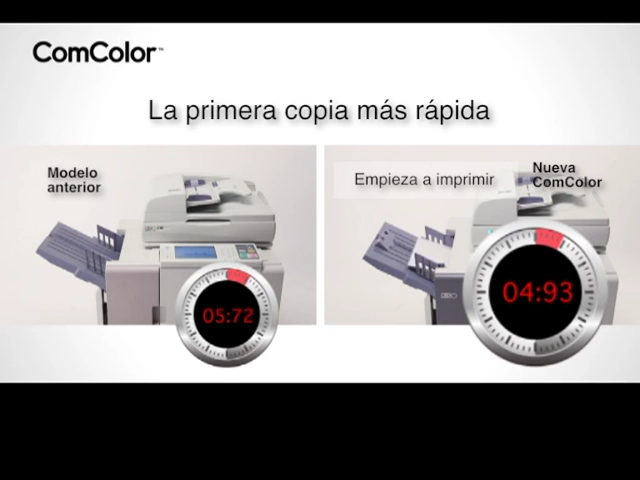 ComColor™
La primera copia más rápida
Modelo
anterior
Empieza a imprimir
Nueva
ComColor
05:72
04:93